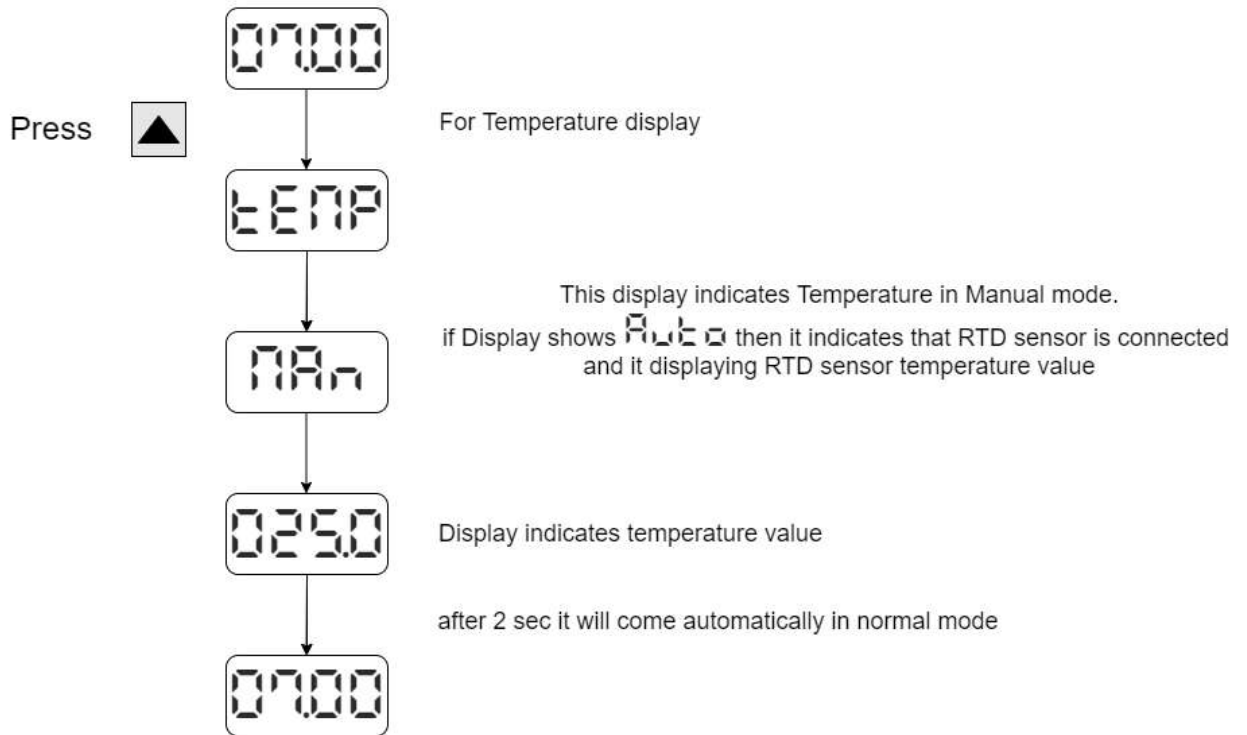 07.00
Press
For Temperature display
tEMP
This display indicates Temperature in Manual mode.
if Display shows Auto then it indicates that RTD sensor is connected
and it displaying RTD sensor temperature value
MAn
025.0
Display indicates temperature value
after 2 sec it will come automatically in normal mode
07.00